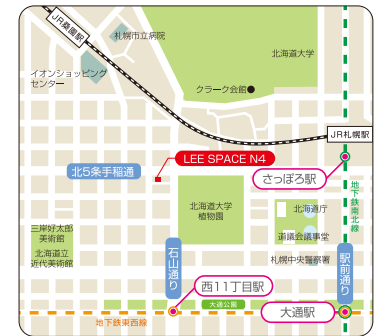 JR桑園駅
札幌市立病院
北海道大学
イオンショッピング
センター
クラーク会館
JR札幌駅
LEE SPACE N4
北5条手稲通
さっぽろ駅
地下鉄南北線
北海道大学
植物園
北海道庁
三岸好太郎
美術館
道議会議事堂
北海道立
近代美術館
石山通り
駅前通り
札幌中央警察署
西11丁目駅
大通公園
大通駅
地下鉄東西線